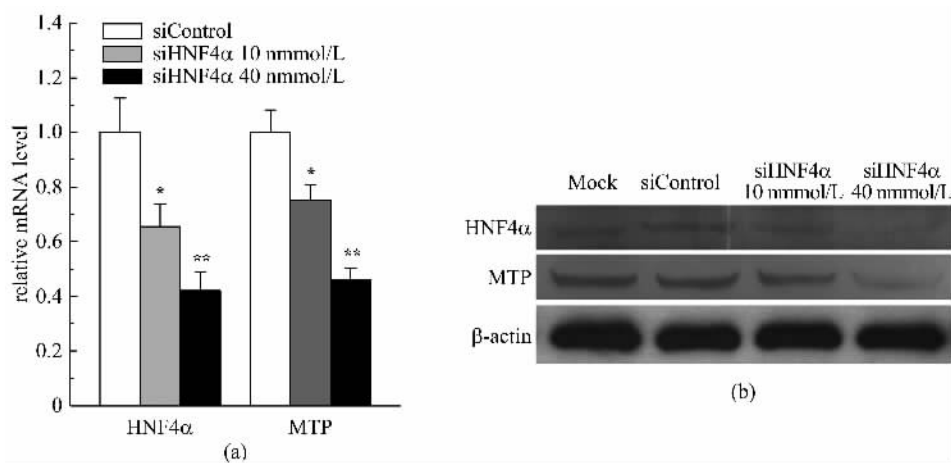 siControl
siHNF4α 10 nmmol/L
siHNF4α 40 nmmol/L
relative mRNA level
1.4
1.2
1.0
0.8
0.6
0.4
0.2
0
*
**
*
**
HNF4α
MTP
(a)
Mock
siControl
siHNF4α
10 nmmol/L
siHNF4α
40 nmmol/L
HNF4α
MTP
β-actin
(b)